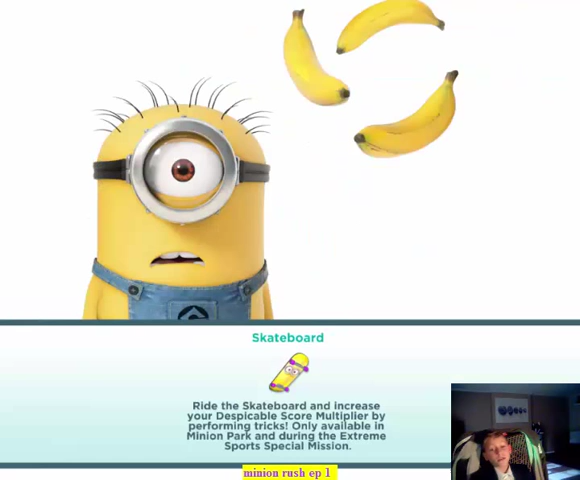 Skateboard
Ride the Skateboard and increase
your Despicable Score Multiplier by
performing tricks! Only available in
Minion Park and during the Extreme
Sports Special Mission.
minion rush ep 1